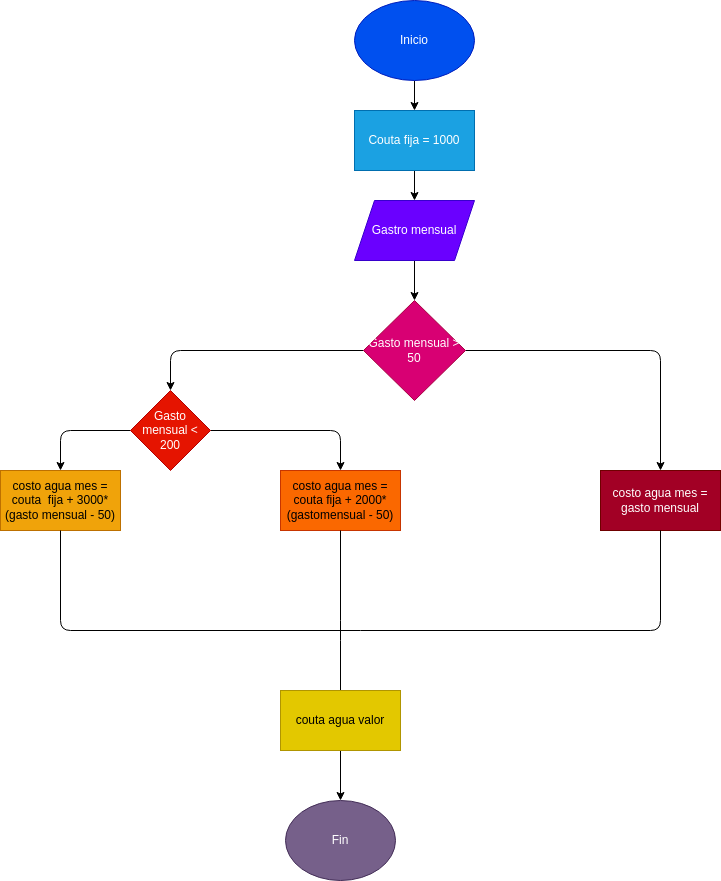 Inicio
Couta fija = 1000
Gastro mensual
Gasto mensual >
50
Gasto
mensual <
200
costo agua mes =
couta  fija + 3000*
(gasto mensual - 50)
costo agua mes =
couta fija + 2000*
(gastomensual - 50)
costo agua mes =
gasto mensual
couta agua valor
Fin